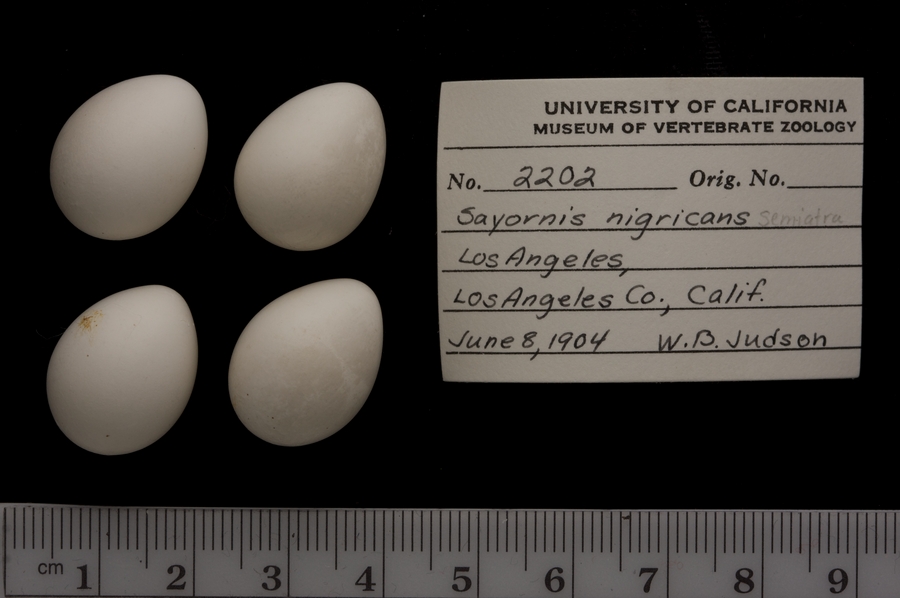 UNIVERSITY OF CALIFORNIA
MUSEUM OF VERTEBRATE ZOOLOGY
No. 2202 Orig. No.
Sayornis nigricans semiatra
Los Angeles,
Los Angeles Co., Calif.
June 8, 1904 W.B. Judson
cm 1 2 3 4 5 6 7 8 9